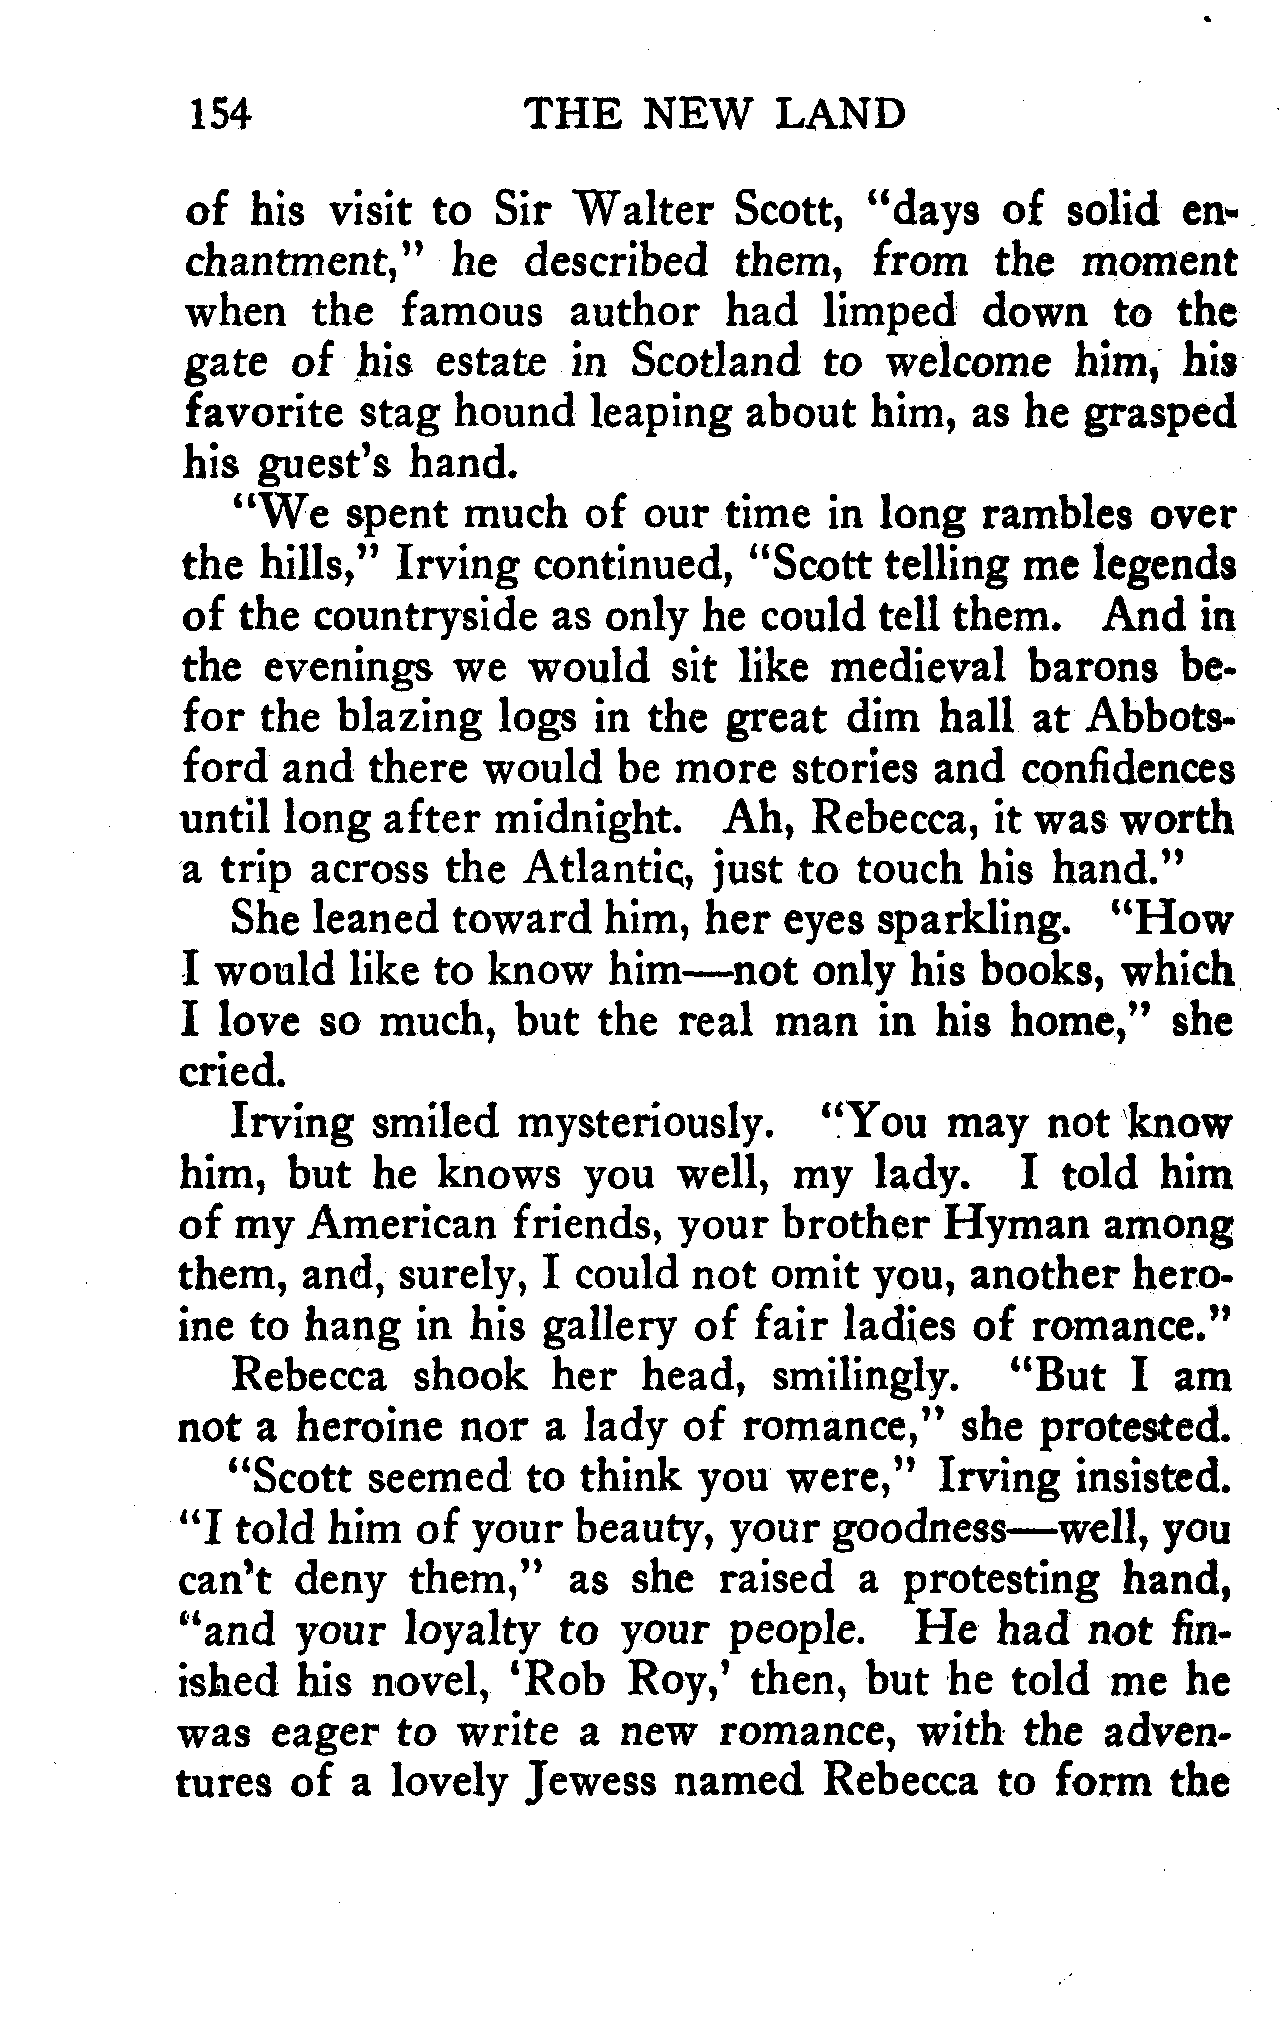 154 THE NEW LAND
of his visit to Sir Walter Scott, “days of solid en-
chantment,” he described them, from the moment
when the famous author had limped down to the
gate of his estate in Scotland to welcome him, his
favorite stag hound leaping about him, as he grasped
his guest’s hand.
“We spent much of our time in long rambles over
the hills,” Irving continued, “Scott telling me legends
of the countryside as only he could tell them. And in
the evenings we would sit like medieval barons be-
for the blazing logs in the great dim hall at Abbots-
ford and there would be more stories and confidences
until long after midnight. Ah, Rebecca, it was worth
a trip across the Atlantic, just to touch his hand.”
She leaned toward him, her eyes sparkling. “How
I would like to know him—not only his books, which
I love so much, but the real man in his home,” she
cried.
Irving smiled mysteriously. “You may not know
him, but he knows you well, my lady. I told him
of my American friends, your brother Hyman among
them, and, surely, I could not omit you, another hero-
ine to hang in his gallery of fair ladies of romance.”
Rebecca shook her head, smilingly. “But I am
not a heroine nor a lady of romance,” she protested.
“Scott seemed to think you were,” Irving insisted.
“I told him of your beauty, your goodness—well, you
can’t deny them,” as she raised a protesting hand,
“and your loyalty to your people. He had not fin-
ished his novel, ‘Rob Roy,’ then, but he told me he
was eager to write a new romance, with the adven-
tures of a lovely Jewess named Rebecca to form the